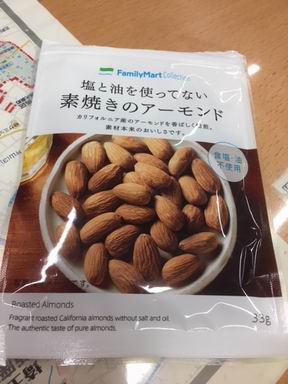 FamilyMart Collection
塩と油を使ってない
素焼きのアーモンド
カリフォルニア産のアーモンドを香ばしく焙煎。
素材本来のおいしさです。
食塩・油
不使用
です。
Roasted Almonds
Fragrant roasted California almonds without salt and oil.
The authentic taste of pure almonds.
33g